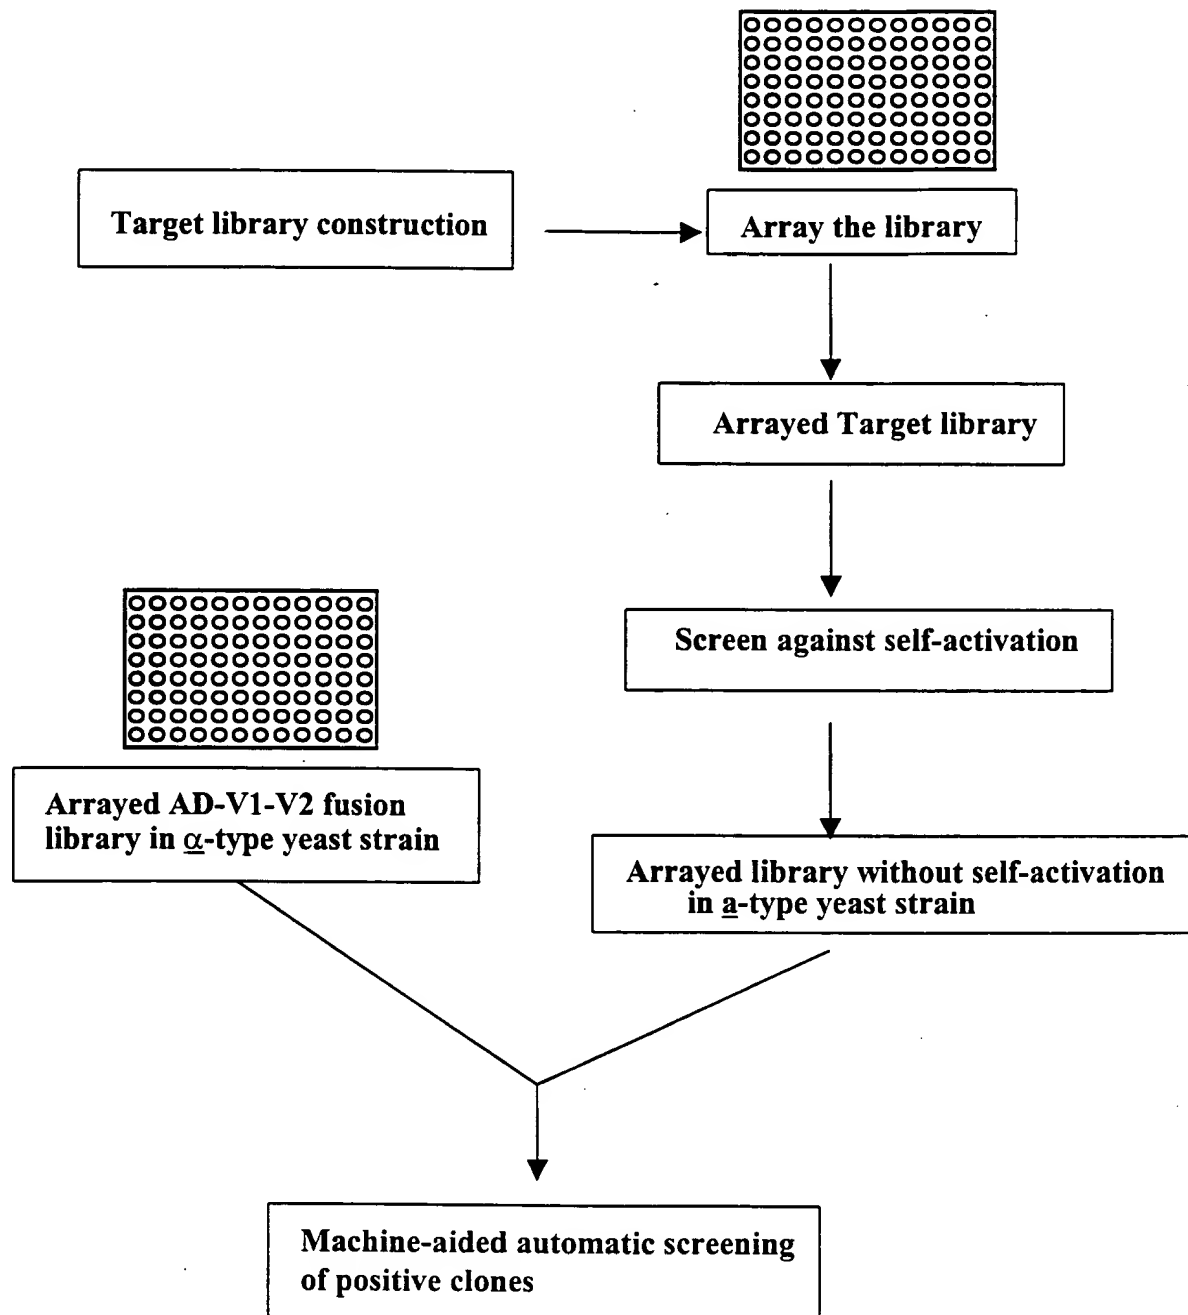 Target library construction
Array the library
Arrayed Target library
Screen against self-activation
Arrayed AD-V1-V2 fusion
library in α-type yeast strain
Arrayed library without self-activation
in a-type yeast strain
Machine-aided automatic screening
of positive clones